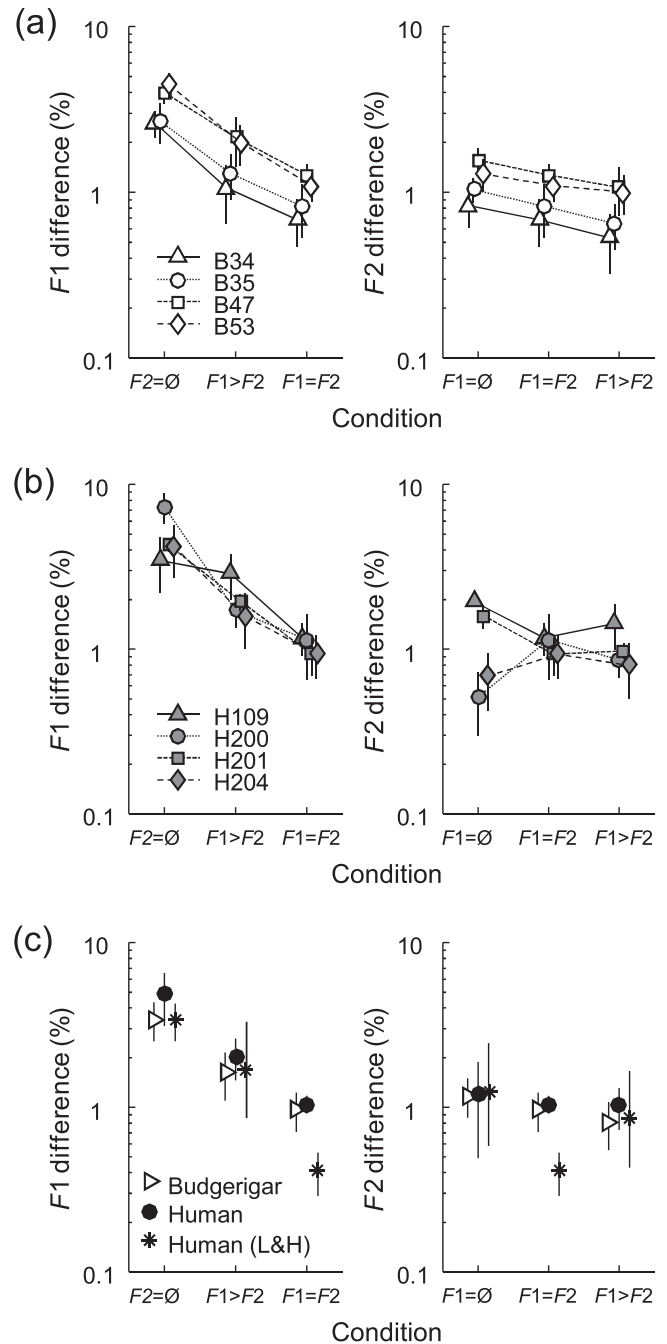 (a)
10
1
0.1
F1 difference (%)
B34
B35
B47
B53
F2=Ø F1>F2 F1=F2
10
1
0.1
F2 difference (%)
F1=Ø F1=F2 F1>F2
Condition
(b)
10
1
0.1
F1 difference (%)
H109
H200
H201
H204
F2=Ø F1>F2 F1=F2
10
1
0.1
F2 difference (%)
F1=Ø F1=F2 F1>F2
Condition
(c)
10
1
0.1
F1 difference (%)
Budgerigar
Human
Human (L&H)
F2=Ø F1>F2 F1=F2
10
1
0.1
F2 difference (%)
F1=Ø F1=F2 F1>F2
Condition